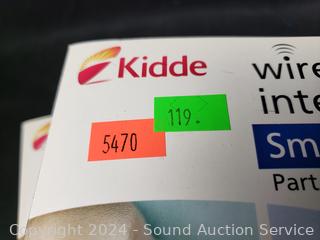 Kidde
wire
inte
119.
5470
Sm
Part
Copyright 2024 - Sound Auction Service